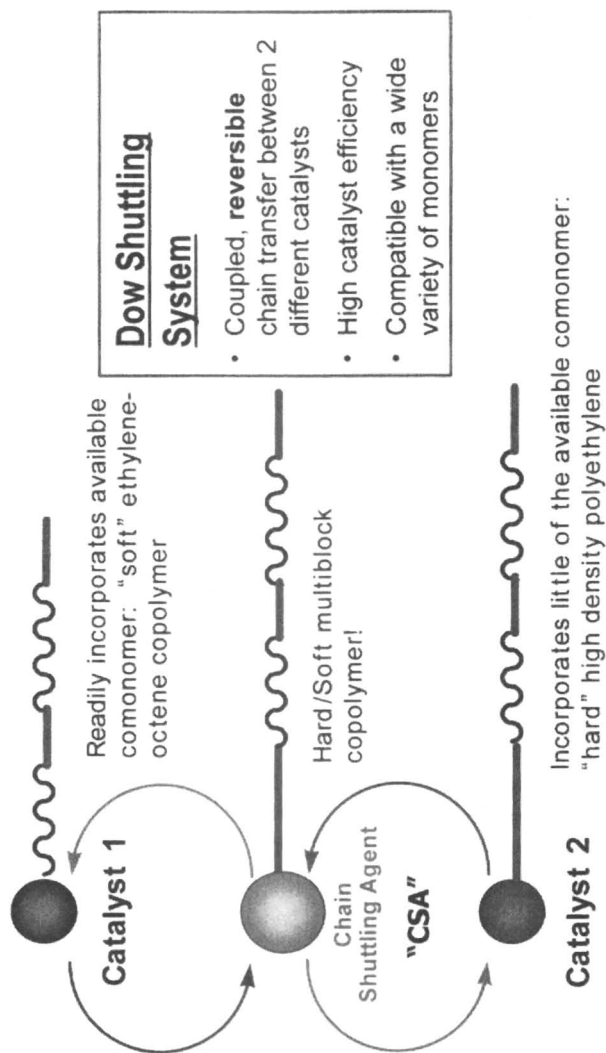 Catalyst 1
Readily incorporates available
comonomer: “soft” ethylene-
octene copolymer
Chain
Shuttling Agent
"CSA"
Hard/Soft multiblock
copolymer!
Catalyst 2
Incorporates little of the available comonomer:
“hard” high density polyethylene
Dow Shuttling
System
• Coupled, reversible
chain transfer between 2
different catalysts
• High catalyst efficiency
• Compatible with a wide
variety of monomers